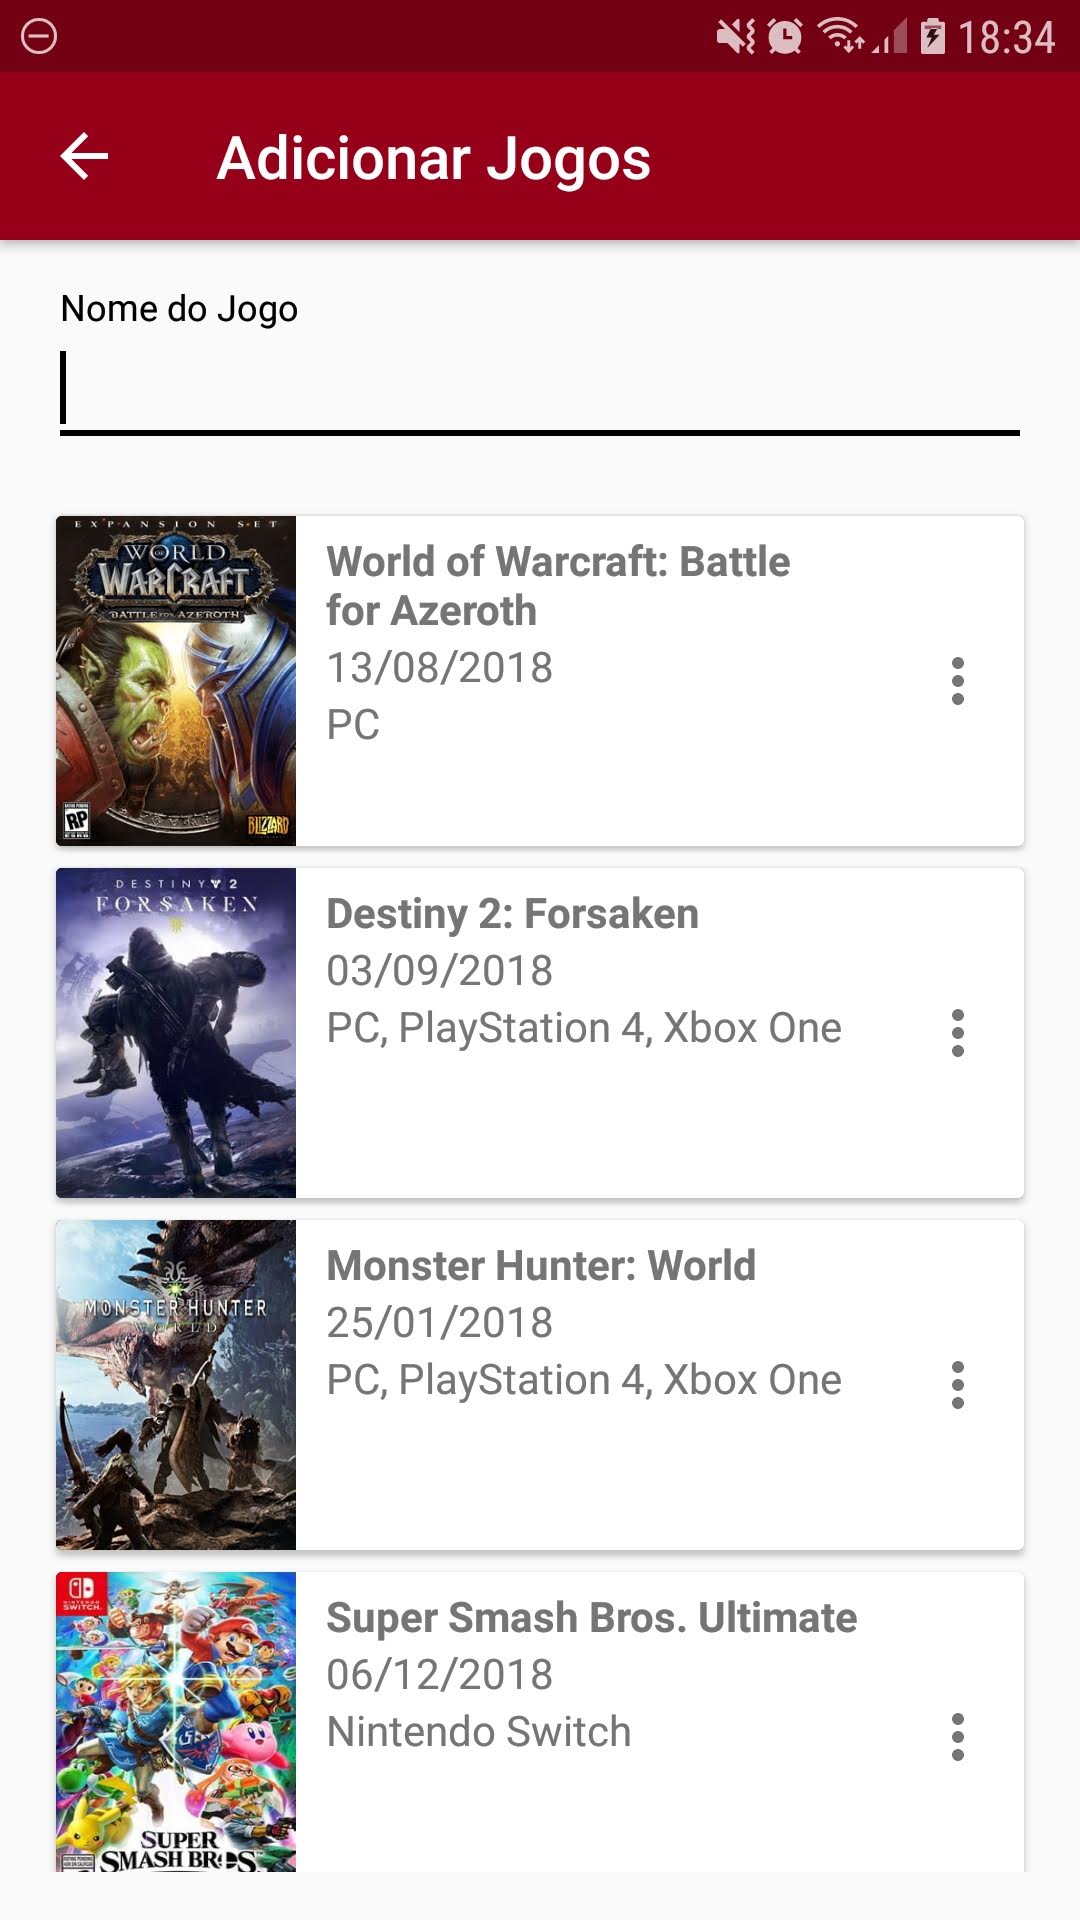 18:34
Adicionar Jogos
Nome do Jogo
EXPANSION SET
WORLD
OF
WARCRAFT
BATTLE FOR AZEROTH
RP
BLIZZARD
World of Warcraft: Battle
for Azeroth
13/08/2018
PC
DESTINY 2
FORSAKEN
Destiny 2: Forsaken
03/09/2018
PC, PlayStation 4, Xbox One
MONSTER HUNTER
WORLD
Monster Hunter: World
25/01/2018
PC, PlayStation 4, Xbox One
NINTENDO
SWITCH
SUPER
SMASH BROS.
Super Smash Bros. Ultimate
06/12/2018
Nintendo Switch